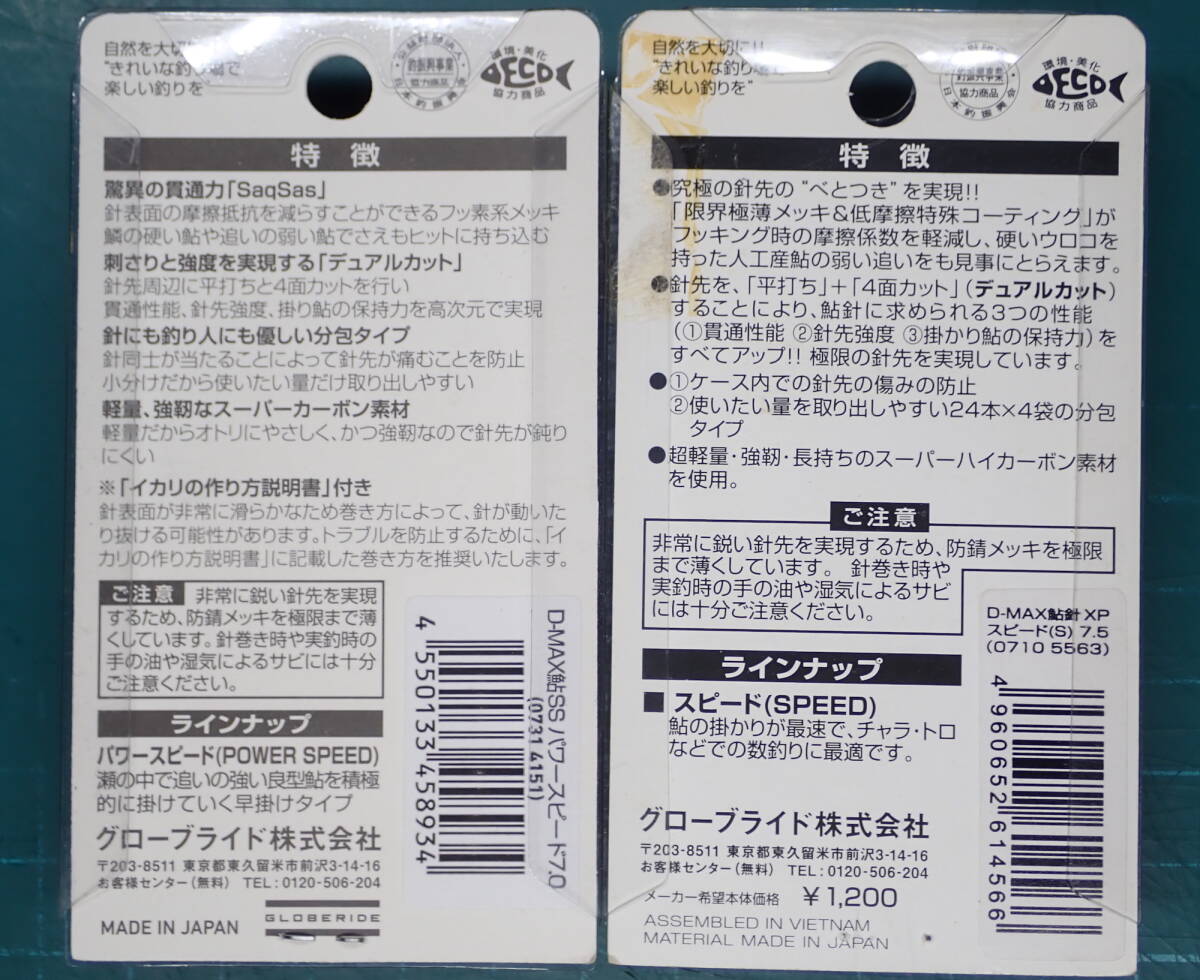 自然を大切に!!
"きれいな釣り場で
楽しい釣りを
釣振興事業
協力商品
環境・美化
ECO
協力商品
特徴
驚異の貫通力「SaqSas」
針表面の摩擦抵抗を減らすことができるフッ素系メッキ
鱗の硬い鮎や追いの弱い鮎でさえもヒットに持ち込む
刺さりと強度を実現する「デュアルカット」
針先周辺に平打ちと4面カットを行い
貫通性能、針先強度、掛り鮎の保持力を高次元で実現
針にも釣り人にも優しい分包タイプ
針同士が当たることによって針先が痛むことを防止
小分けだから使いたい量だけ取り出しやすい
軽量、強靭なスーパーカーボン素材
軽量だからオトリにやさしく、かつ強靭なので針先が鈍り
にくい
※「イカリの作り方説明書」付き
針表面が非常に滑らかなため巻き方によって、針が動いた
り抜ける可能性があります。トラブルを防止するために、「イ
カリの作り方説明書」に記載した巻き方を推奨いたします。
ご注意 非常に鋭い針先を実現
するため、防錆メッキを極限まで薄
くしています。針巻き時や実釣時の
手の油や湿気によるサビには十分
ご注意ください。
ラインナップ
パワースピード(POWER SPEED)
瀬の中で追いの強い良型鮎を積極
的に掛けていく早掛けタイプ
グローブライド株式会社
〒203-8511 東京都東久留米市前沢3-14-16
お客様センター(無料) TEL:0120-506-204
MADE IN JAPAN
GLOBERIDE
D-MAX鮎SS パワースピード7.0
(0731 4151)
4 550133 458934
自然を大切に!!
"きれいな釣り場で
楽しい釣りを"
協力商品
日本釣振興会
環境・美化
ECO
協力商品
特徴
●究極の針先の "べとつき" を実現!!
「限界極薄メッキ&低摩擦特殊コーティング」が
フッキング時の摩擦係数を軽減し、硬いウロコを
持った人工産鮎の弱い追いをも見事にとらえます。
●針先を、「平打ち」+「4面カット」(デュアルカット)
することにより、鮎針に求められる3つの性能
(①貫通性能 ②針先強度 ③掛かり鮎の保持力)を
すべてアップ!! 極限の針先を実現しています。
●①ケース内での針先の傷みの防止
②使いたい量を取り出しやすい24本×4袋の分包
タイプ
●超軽量・強靭・長持ちのスーパーハイカーボン素材
を使用。
ご注意
非常に鋭い針先を実現するため、防錆メッキを極限
まで薄くしています。 針巻き時や
実釣時の手の油や湿気によるサビ
には十分ご注意ください。
ラインナップ
■ スピード(SPEED)
鮎の掛かりが最速で、チャラ・トロ
などでの数釣りに最適です。
グローブライド株式会社
〒203-8511 東京都東久留米市前沢3-14-16
お客様センター(無料) TEL:0120-506-204
メーカー希望本体価格 ¥1,200
ASSEMBLED IN VIETNAM
MATERIAL MADE IN JAPAN
D-MAX鮎針 XP
スピード(S) 7.5
(0710 5563)
4 960652 614566